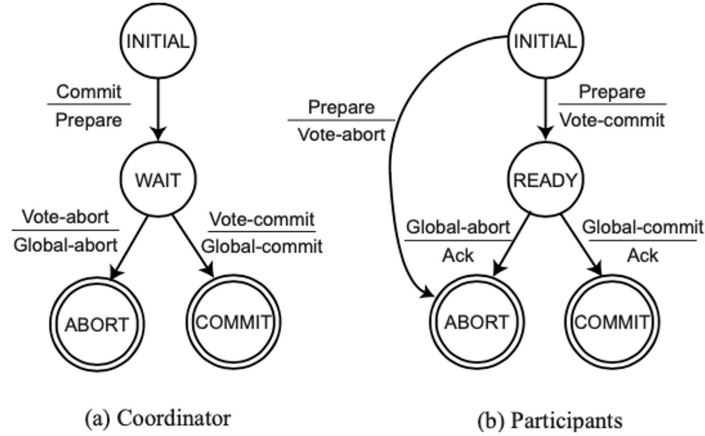 INITIAL
Commit
Prepare
WAIT
Vote-abort
Global-abort
Vote-commit
Global-commit
ABORT
COMMIT
(a) Coordinator
INITIAL
Prepare
Vote-abort
Prepare
Vote-commit
READY
Global-abort
Ack
Global-commit
Ack
ABORT
COMMIT
(b) Participants